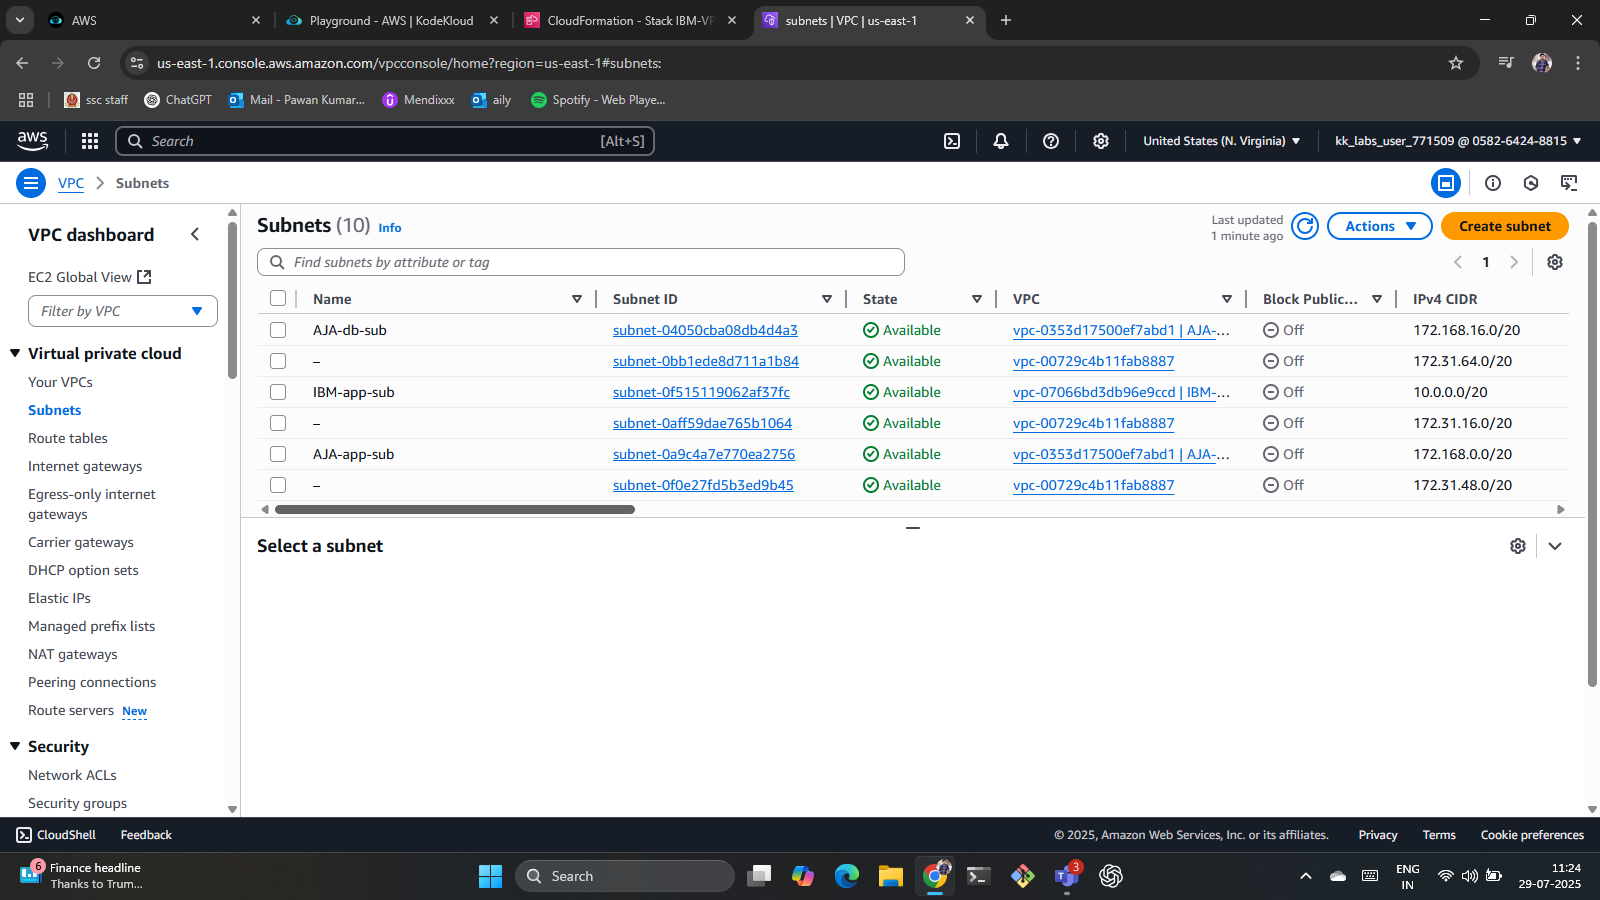 AWS
Playground - AWS | KodeKloud
CloudFormation - Stack IBM-VP
subnets | VPC | us-east-1
us-east-1.console.aws.amazon.com/vpcconsole/home?region=us-east-1#subnets:
ssc staff
ChatGPT
Mail - Pawan Kumar...
Mendixxx
aily
Spotify - Web Playe...
aws
Search
[Alt+S]
United States (N. Virginia)
kk_labs_user_771509 @ 0582-6424-8815
VPC
Subnets
VPC dashboard
EC2 Global View
Filter by VPC
Virtual private cloud
Your VPCs
Subnets
Route tables
Internet gateways
Egress-only internet
gateways
Carrier gateways
DHCP option sets
Elastic IPs
Managed prefix lists
NAT gateways
Peering connections
Route servers New
Security
Network ACLs
Security groups
Subnets (10) Info
Last updated
1 minute ago
Actions
Create subnet
Find subnets by attribute or tag
1
Name Subnet ID State VPC Block Public... IPv4 CIDR
AJA-db-sub subnet-04050cba08db4d4a3 Available vpc-0353d17500ef7abd1 | AJA-... Off 172.168.16.0/20
– subnet-0bb1ede8d711a1b84 Available vpc-00729c4b11fab8887 Off 172.31.64.0/20
IBM-app-sub subnet-0f515119062af37fc Available vpc-07066bd3db96e9ccd | IBM-... Off 10.0.0.0/20
– subnet-0aff59dae765b1064 Available vpc-00729c4b11fab8887 Off 172.31.16.0/20
AJA-app-sub subnet-0a9c4a7e770ea2756 Available vpc-0353d17500ef7abd1 | AJA-... Off 172.168.0.0/20
– subnet-0f0e27fd5b3ed9b45 Available vpc-00729c4b11fab8887 Off 172.31.48.0/20
Select a subnet
CloudShell
Feedback
© 2025, Amazon Web Services, Inc. or its affiliates.
Privacy
Terms
Cookie preferences
6
Finance headline
Thanks to Trum...
Search
3
ENG
IN
11:24
29-07-2025